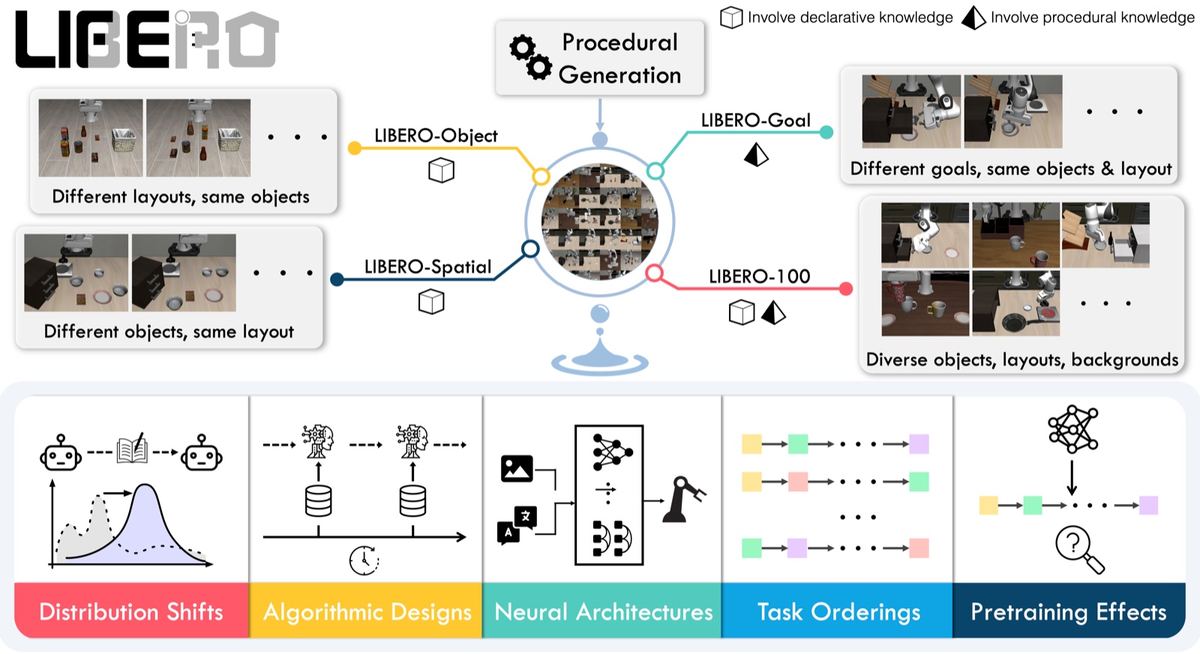 LIBERO
Involve declarative knowledge
Involve procedural knowledge
Procedural
Generation
LIBERO-Object
LIBERO-Goal
Different layouts, same objects
Different goals, same objects & layout
LIBERO-Spatial
LIBERO-100
Different objects, same layout
Diverse objects, layouts, backgrounds
A
文
?
Distribution Shifts
Algorithmic Designs
Neural Architectures
Task Orderings
Pretraining Effects